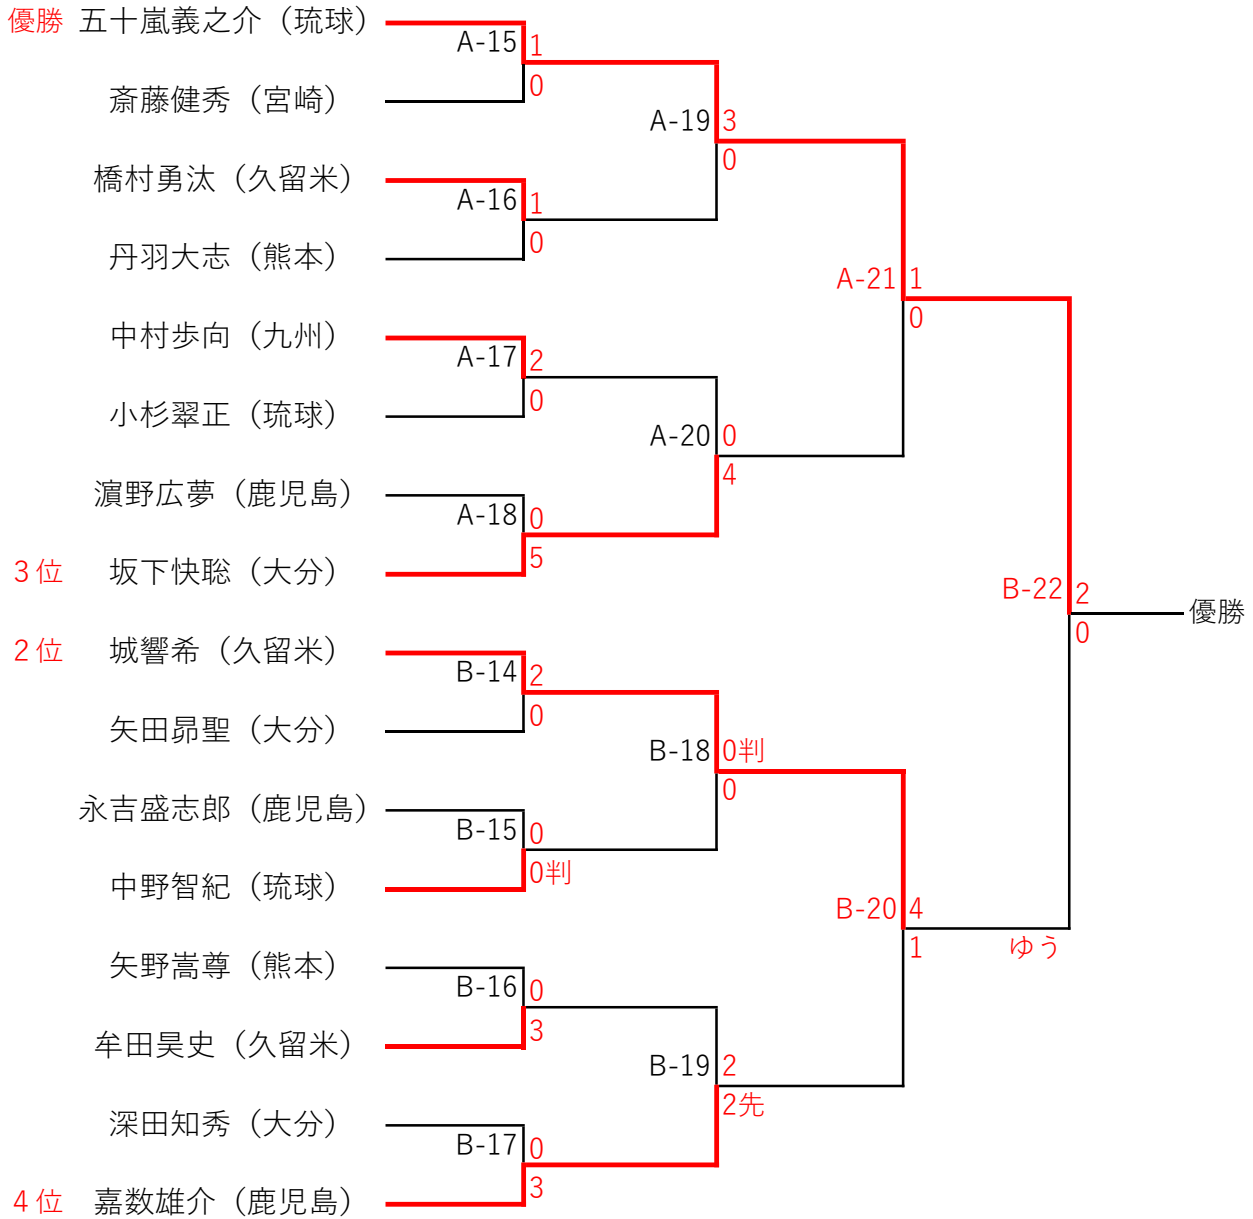 優勝 五十嵐義之介（琉球）
A-15 1
0
斎藤健秀（宮崎）
A-19 3
0
橋村勇汰（久留米）
A-16 1
0
丹羽大志（熊本）
A-21 1
0
中村歩向（九州）
A-17 2
0
小杉翠正（琉球）
A-20 0
4
濵野広夢（鹿児島）
A-18 0
5
3位 坂下快聡（大分）
B-22 2
0
優勝
2位 城響希（久留米）
B-14 2
0
矢田昴聖（大分）
B-18 0判
0
永吉盛志郎（鹿児島）
B-15 0
0判
中野智紀（琉球）
B-20 4
1
ゆう
矢野嵩尊（熊本）
B-16 0
3
牟田昊史（久留米）
B-19 2
2先
深田知秀（大分）
B-17 0
3
4位 嘉数雄介（鹿児島）